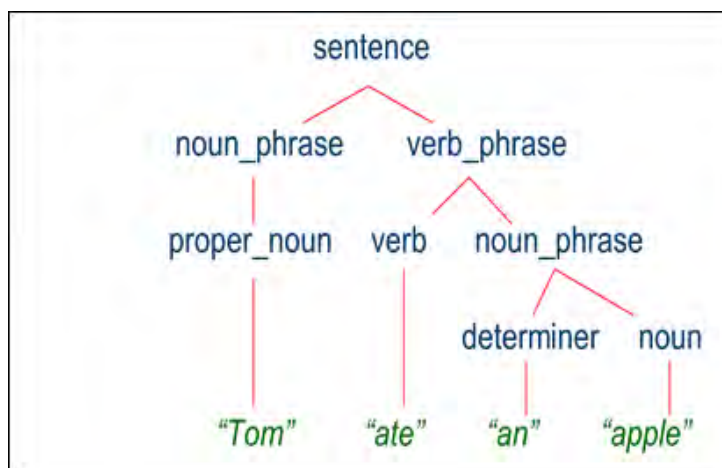 sentence
noun_phrase verb_phrase
proper_noun verb noun_phrase
determiner noun
“Tom” “ate” “an” “apple”